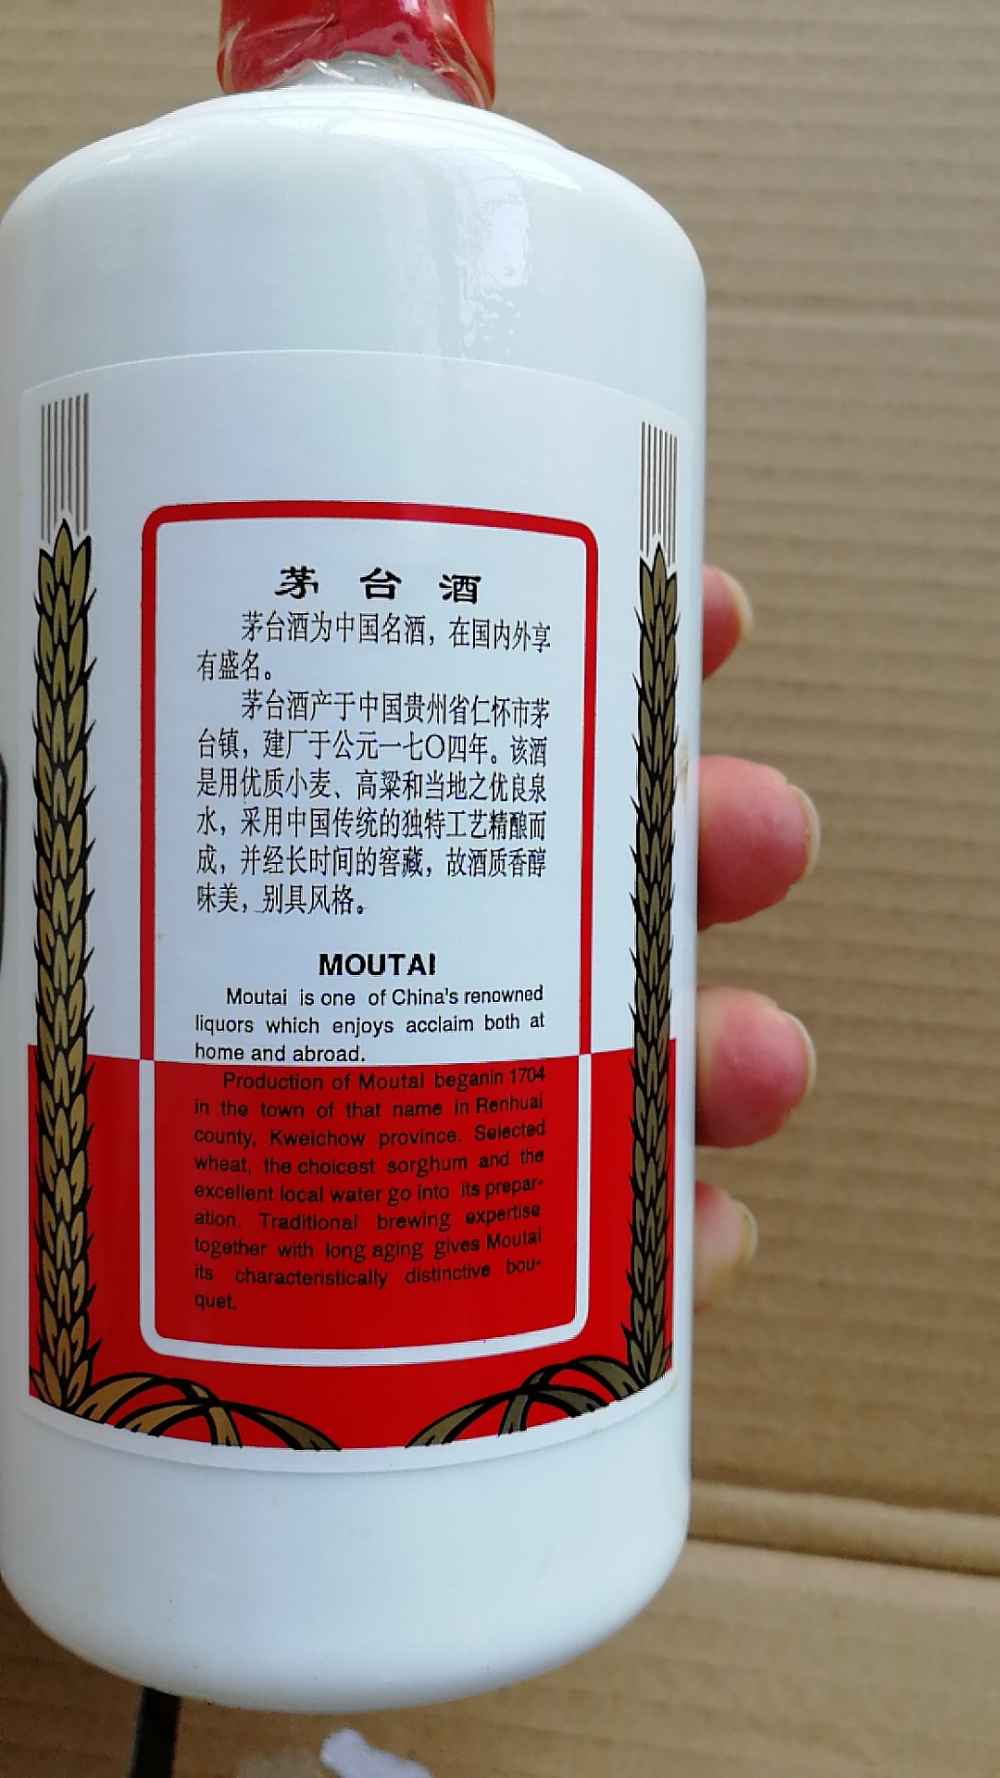 茅台酒
茅台酒为中国名酒，在国内外享
有盛名。
茅台酒产于中国贵州省仁怀市茅
台镇，建厂于公元一七〇四年。该酒
是用优质小麦、高粱和当地之优良泉
水，采用中国传统的独特工艺精酿而
成，并经长时间的窖藏，故酒质香醇
味美，别具风格。
MOUTAI
Moutai is one of China's renowned
liquors which enjoys acclaim both at
home and abroad.
Production of Moutai beganin 1704
in the town of that name in Renhuai
county, Kweichow province. Selected
wheat, the choicest sorghum and the
excellent local water go into its prepar-
ation. Traditional brewing expertise
together with long aging gives Moutai
its characteristically distinctive bou-
quet.